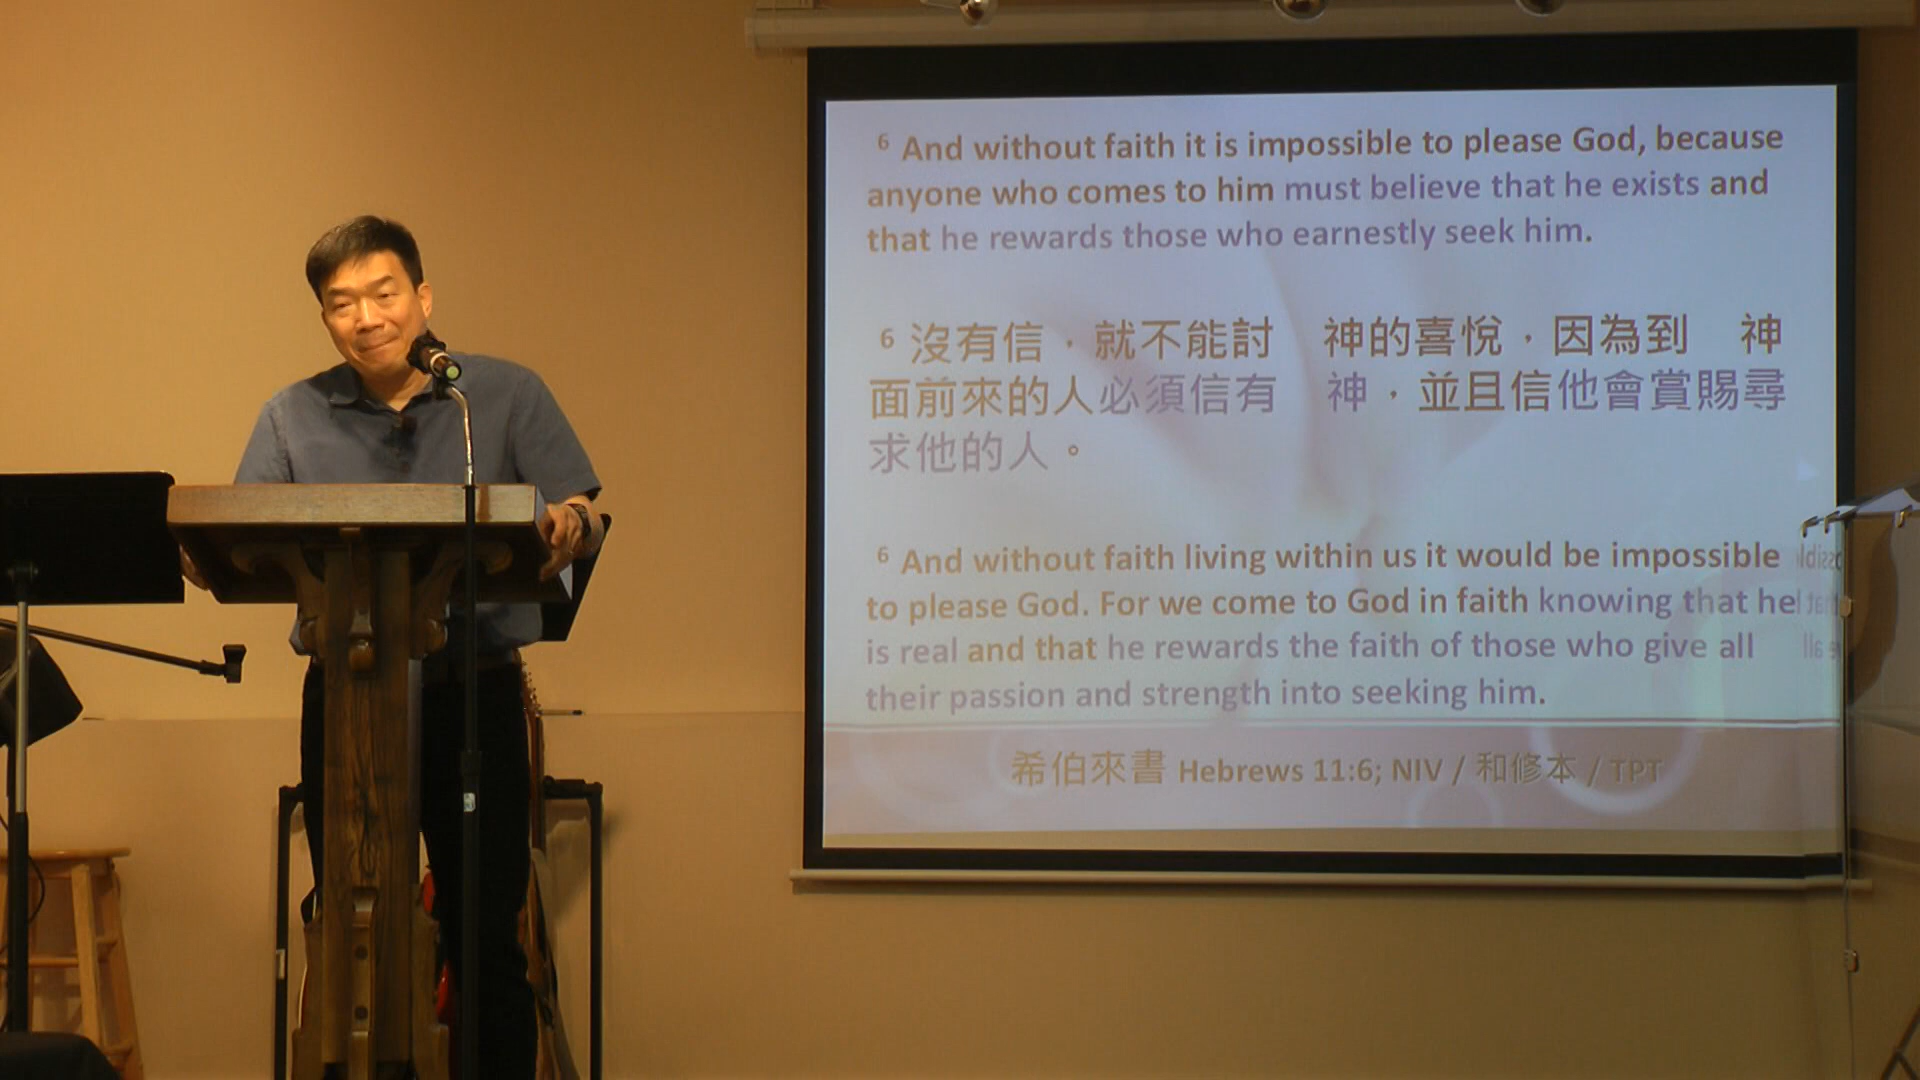 6 And without faith it is impossible to please God, because
anyone who comes to him must believe that he exists and
that he rewards those who earnestly seek him.
6 沒有信，就不能討　神的喜悅，因為到　神
面前來的人必須信有　神，並且信他會賞賜尋
求他的人。
6 And without faith living within us it would be impossible
to please God. For we come to God in faith knowing that he
is real and that he rewards the faith of those who give all
their passion and strength into seeking him.
希伯來書 Hebrews 11:6; NIV / 和修本 / TPT